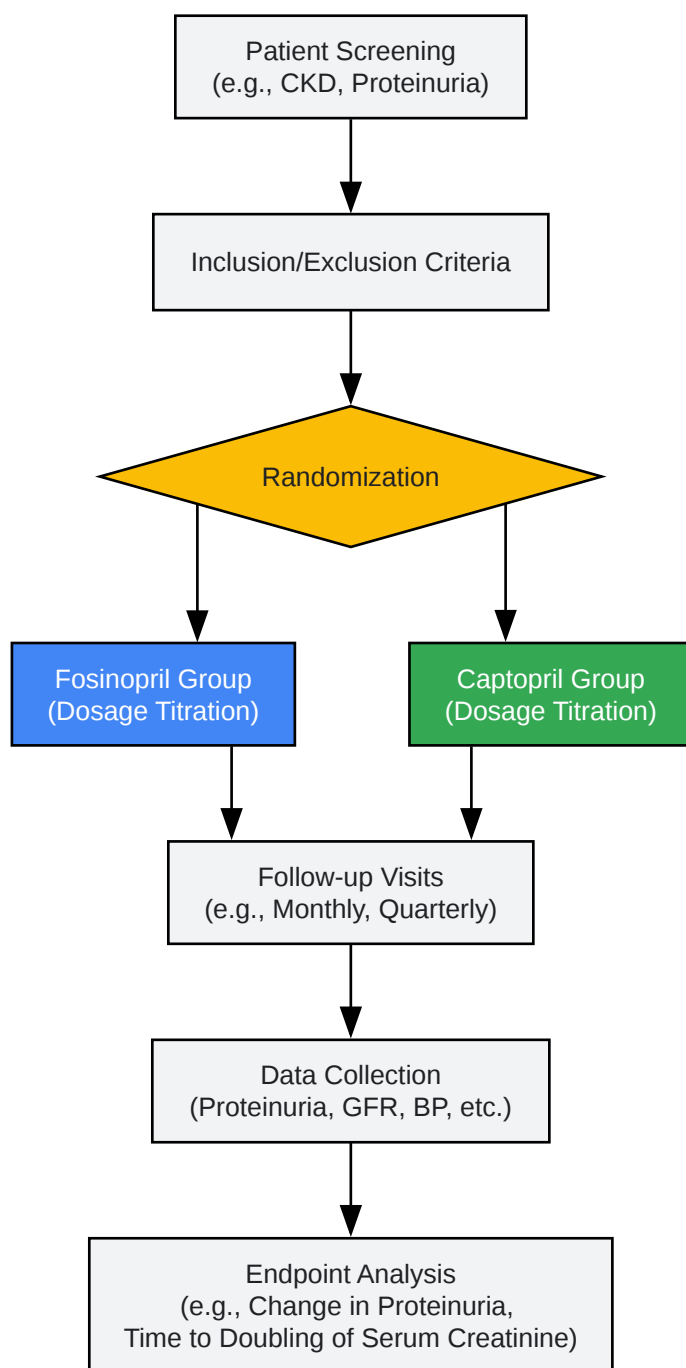 Patient Screening
(e.g., CKD, Proteinuria)
Inclusion/Exclusion Criteria
Randomization
Fosinopril Group
(Dosage Titration)
Captopril Group
(Dosage Titration)
Follow-up Visits
(e.g., Monthly, Quarterly)
Data Collection
(Proteinuria, GFR, BP, etc.)
Endpoint Analysis
(e.g., Change in Proteinuria,
Time to Doubling of Serum Creatinine)